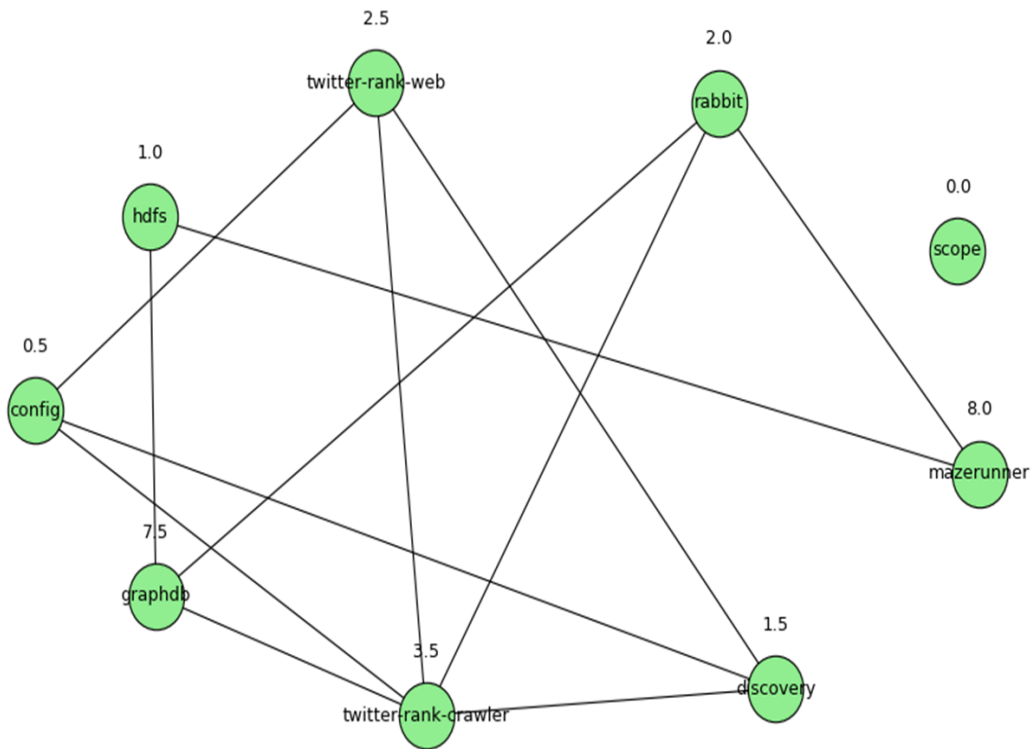 2.5
twitter-rank-web
2.0
rabbit
1.0
hdfs
0.0
scope
0.5
config
8.0
mazerunner
7.5
graphdb
1.5
discovery
3.5
twitter-rank-crawler